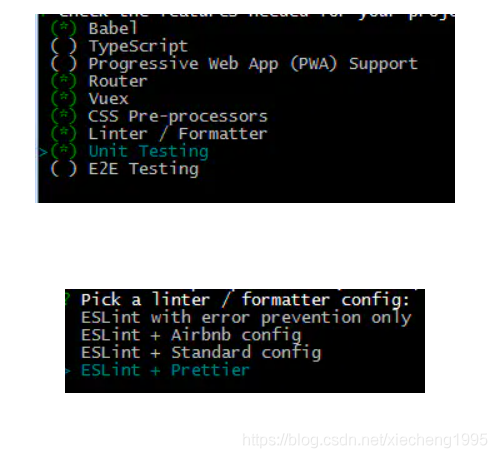 Check the features needed for your proje
(*) Babel
( ) TypeScript
( ) Progressive Web App (PWA) Support
(*) Router
(*) Vuex
(*) CSS Pre-processors
(*) Linter / Formatter
>(*) Unit Testing
( ) E2E Testing
? Pick a linter / formatter config:
ESLint with error prevention only
ESLint + Airbnb config
ESLint + Standard config
> ESLint + Prettier
https://blog.csdn.net/xiecheng1995